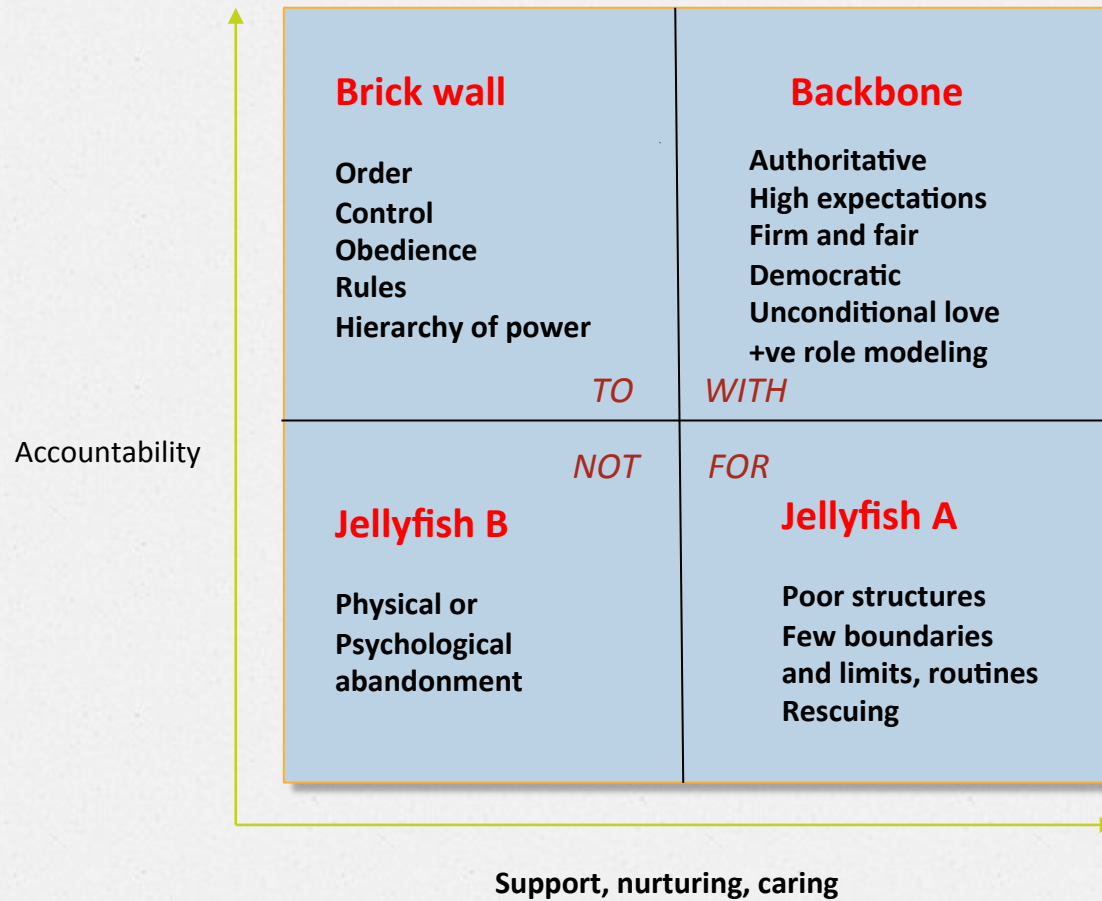 Brick wall
Order
Control
Obedience
Rules
Hierarchy of power
TO
Backbone
Authoritative
High expectations
Firm and fair
Democratic
Unconditional love
+ve role modeling
WITH
Accountability
NOT
Jellyfish B
Physical or
Psychological
abandonment
FOR
Jellyfish A
Poor structures
Few boundaries
and limits, routines
Rescuing
Support, nurturing, caring